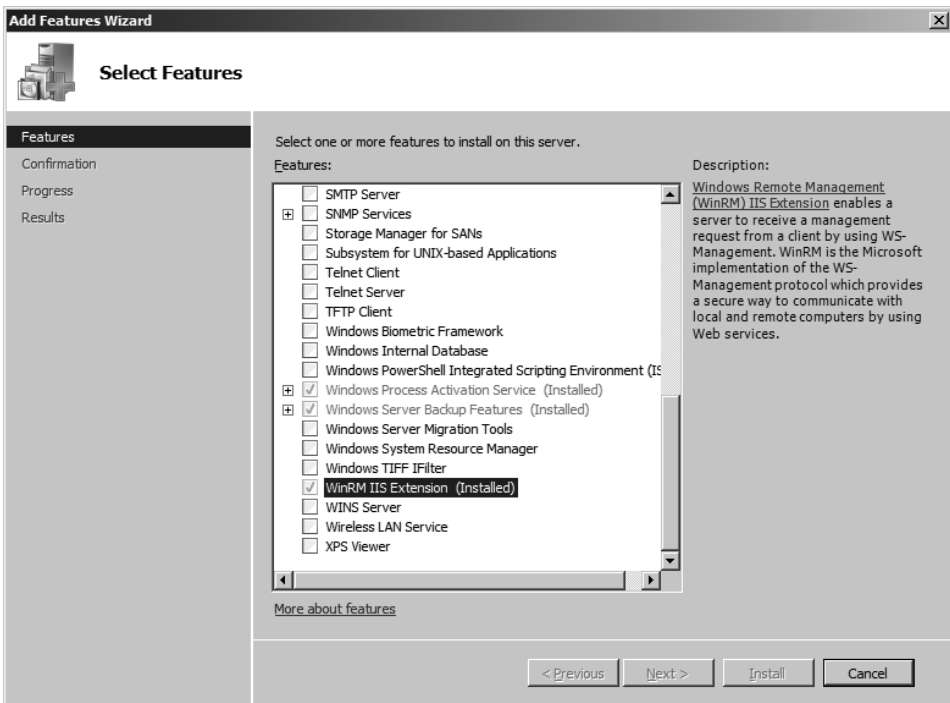 Add Features Wizard
Select Features
Features
Confirmation
Progress
Results
Select one or more features to install on this server.
Features:
SMTP Server
SNMP Services
Storage Manager for SANs
Subsystem for UNIX-based Applications
Telnet Client
Telnet Server
TFTP Client
Windows Biometric Framework
Windows Internal Database
Windows PowerShell Integrated Scripting Environment (IS
Windows Process Activation Service (Installed)
Windows Server Backup Features (Installed)
Windows Server Migration Tools
Windows System Resource Manager
Windows TIFF IFilter
WinRM IIS Extension (Installed)
WINS Server
Wireless LAN Service
XPS Viewer
More about features
Description:
Windows Remote Management
(WinRM) IIS Extension enables a
server to receive a management
request from a client by using WS-
Management. WinRM is the Microsoft
implementation of the WS-
Management protocol which provides
a secure way to communicate with
local and remote computers by using
Web services.
< Previous
Next >
Install
Cancel